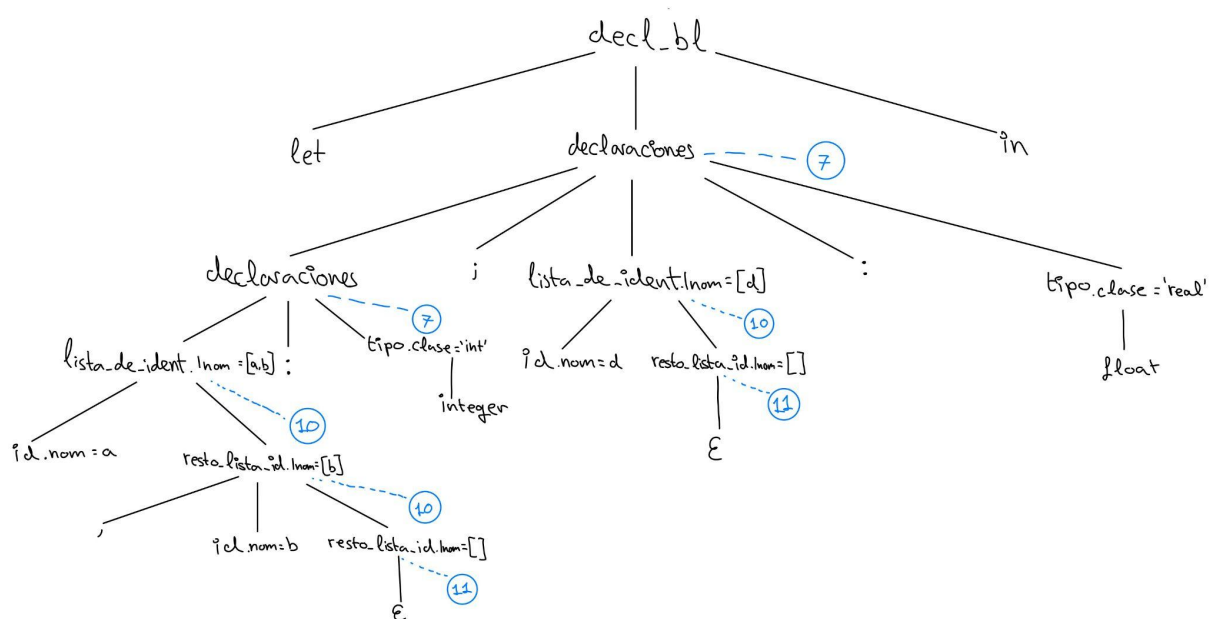 decl_bl
let
declaraciones
7
in
declaraciones
;
lista_de_ident.lnom=[d]
:
tipo.clase='real'
7
10
lista_de_ident.lnom=[a,b]
:
tipo.clase='int'
id.nom=d
resto_lista_id.lnom=[]
float
integer
11
10
id.nom=a
ε
resto_lista_id.lnom=[b]
10
,
id.nom=b
resto_lista_id.lnom=[]
11
ε